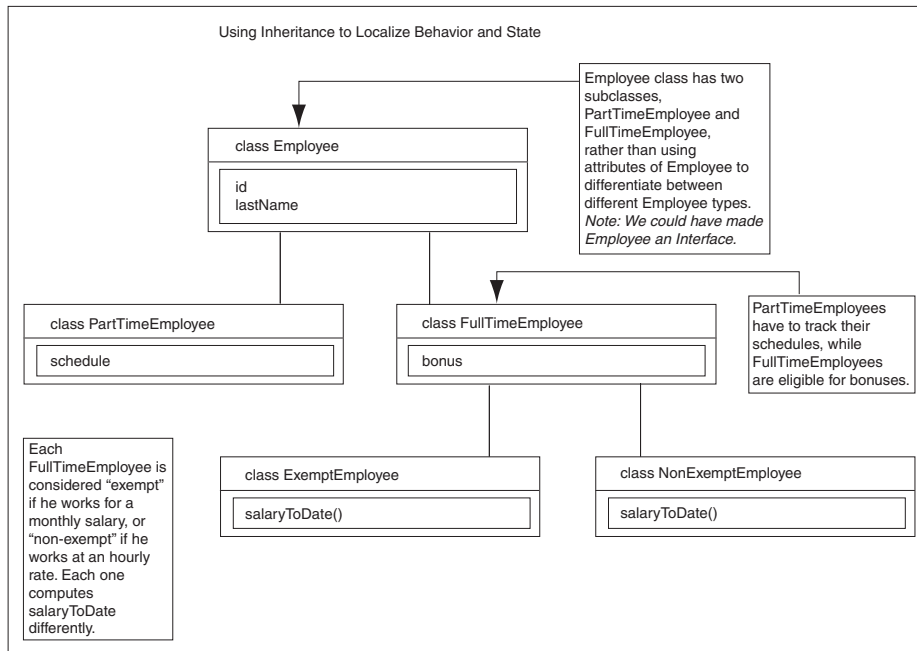 Using Inheritance to Localize Behavior and State
Employee class has two
subclasses,
PartTimeEmployee and
FullTimeEmployee,
rather than using
attributes of Employee to
differentiate between
different Employee types.
Note: We could have made
Employee an Interface.
class Employee
id
lastName
class PartTimeEmployee
schedule
class FullTimeEmployee
bonus
PartTimeEmployees
have to track their
schedules, while
FullTimeEmployees
are eligible for bonuses.
Each
FullTimeEmployee is
considered “exempt”
if he works for a
monthly salary, or
“non-exempt” if he
works at an hourly
rate. Each one
computes
salaryToDate
differently.
class ExemptEmployee
salaryToDate()
class NonExemptEmployee
salaryToDate()